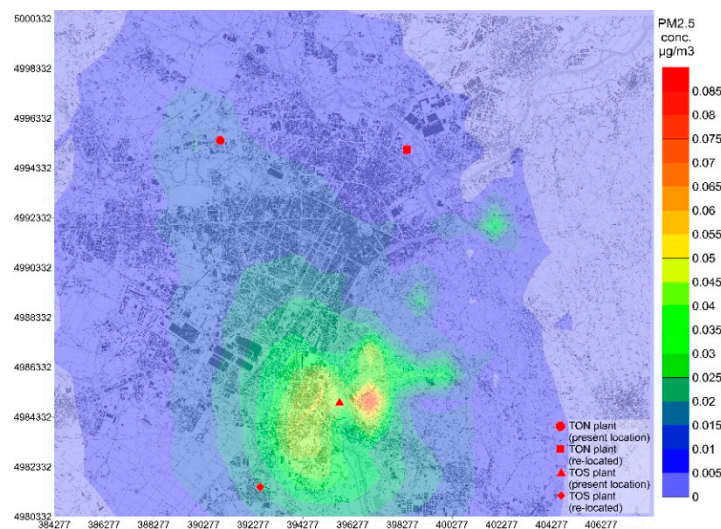 5000332
4998332
4996332
4994332
4992332
4990332
4988332
4986332
4984332
4982332
4980332
384277 386277 388277 390277 392277 394277 396277 398277 400277 402277 404277 406277
PM2.5
conc.
µg/m3
0.085
0.08
0.075
0.07
0.065
0.06
0.055
0.05
0.045
0.04
0.035
0.03
0.025
0.02
0.015
0.01
0.005
0
TON plant
(present location)
TON plant
(re-located)
TOS plant
(present location)
TOS plant
(re-located)